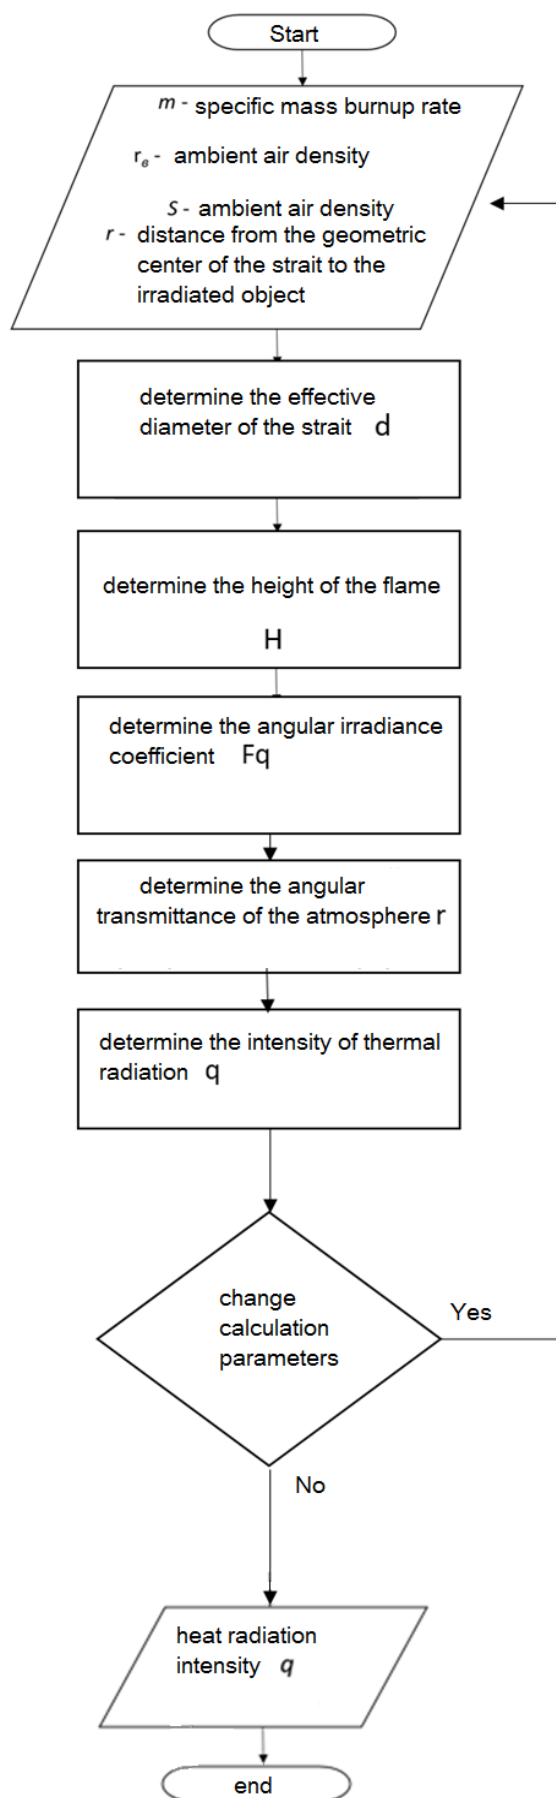 Start
m - specific mass burnup rate
rₑ - ambient air density
S - ambient air density
r - distance from the geometric
center of the strait to the
irradiated object
determine the effective
diameter of the strait d
determine the height of the flame
H
determine the angular irradiance
coefficient Fq
determine the angular
transmittance of the atmosphere r
determine the intensity of thermal
radiation q
change
calculation
parameters
Yes
No
heat radiation
intensity q
end